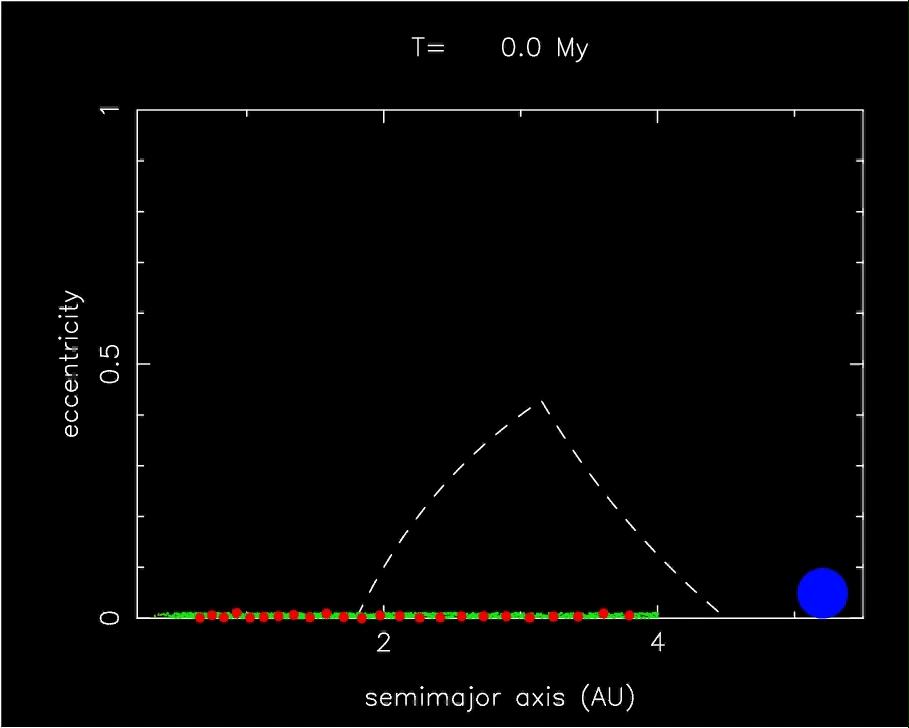 T= 0.0 My
1
0.5
0
eccentricity
2 4
semimajor axis (AU)